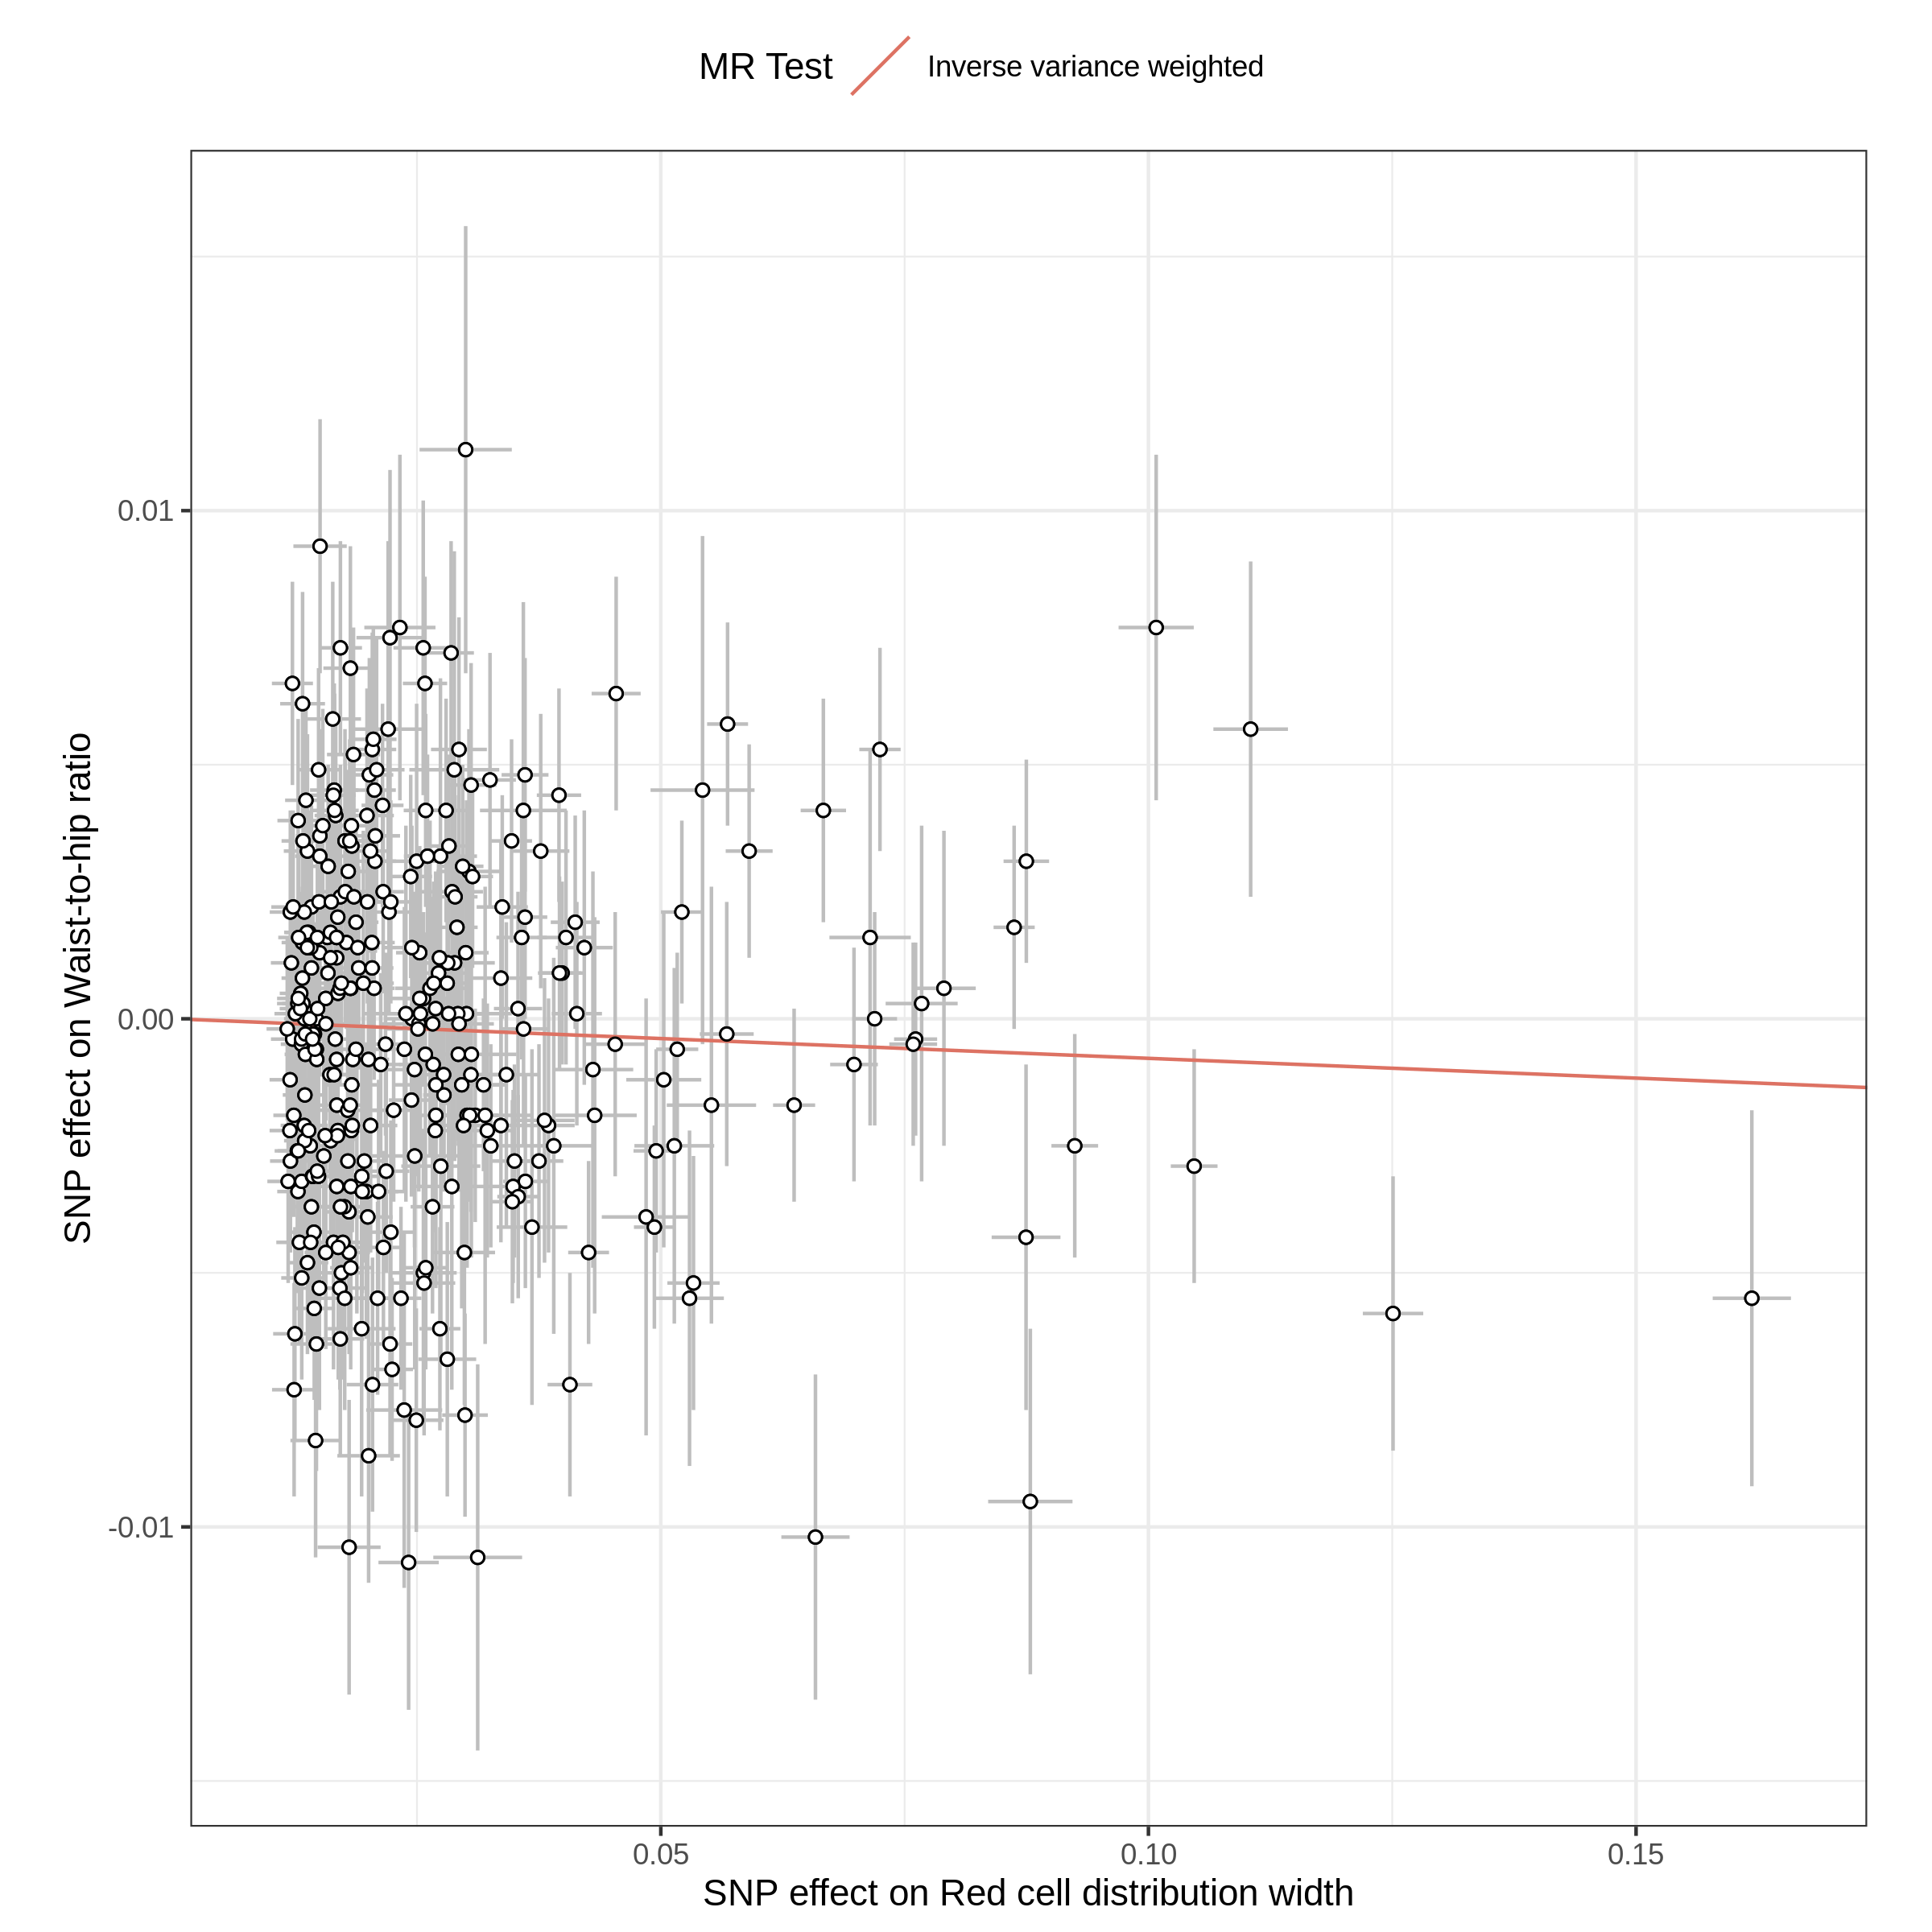 MR Test Inverse variance weighted
SNP effect on Waist-to-hip ratio
0.01
0.00
-0.01
0.05 0.10 0.15
SNP effect on Red cell distribution width